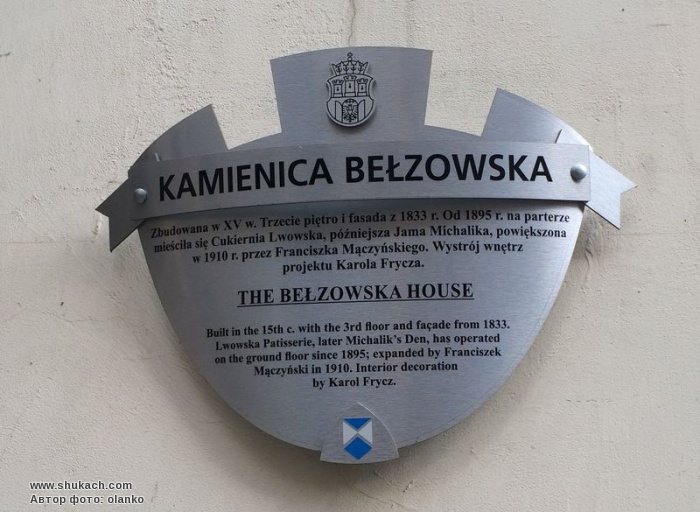 KAMIENICA BEŁZOWSKA
Zbudowana w XV w. Trzecie piętro i fasada z 1833 r. Od 1895 r. na parterze
mieściła się Cukiernia Lwowska, późniejsza Jama Michalika, powiększona
w 1910 r. przez Franciszka Mączyńskiego. Wystrój wnętrz
projektu Karola Frycza.
THE BEŁZOWSKA HOUSE
Built in the 15th c. with the 3rd floor and façade from 1833.
Lwowska Patisserie, later Michalik's Den, has operated
on the ground floor since 1895; expanded by Franciszek
Mączyński in 1910. Interior decoration
by Karol Frycz.
www.shukach.com
Автор фото: olanko